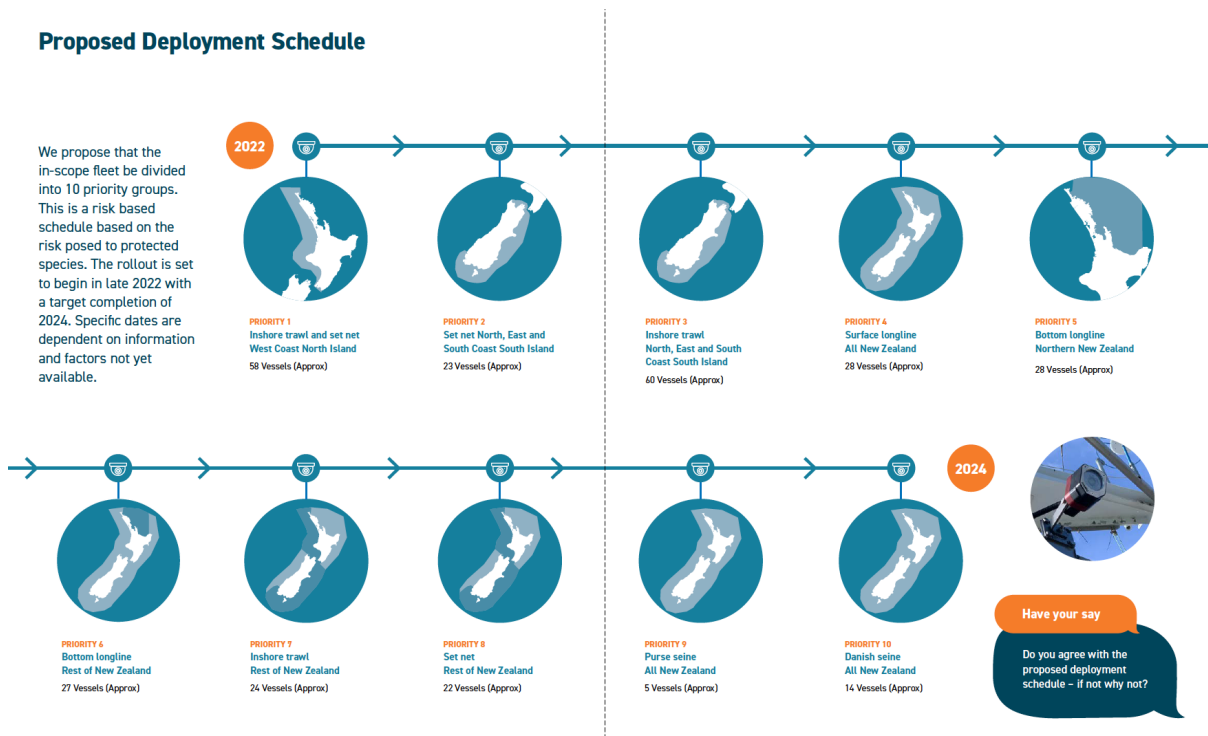 Proposed Deployment Schedule
We propose that the
in-scope fleet be divided
into 10 priority groups.
This is a risk based
schedule based on the
risk posed to protected
species. The rollout is set
to begin in late 2022 with
a target completion of
2024. Specific dates are
dependent on information
and factors not yet
available.
2022
PRIORITY 1
Inshore trawl and set net
West Coast North Island
58 Vessels (Approx)
PRIORITY 2
Set net North, East and
South Coast South Island
23 Vessels (Approx)
PRIORITY 3
Inshore trawl
North, East and South
Coast South Island
60 Vessels (Approx)
PRIORITY 4
Surface longline
All New Zealand
28 Vessels (Approx)
PRIORITY 5
Bottom longline
Northern New Zealand
28 Vessels (Approx)
PRIORITY 6
Bottom longline
Rest of New Zealand
27 Vessels (Approx)
PRIORITY 7
Inshore trawl
Rest of New Zealand
24 Vessels (Approx)
PRIORITY 8
Set net
Rest of New Zealand
22 Vessels (Approx)
PRIORITY 9
Purse seine
All New Zealand
5 Vessels (Approx)
PRIORITY 10
Danish seine
All New Zealand
14 Vessels (Approx)
2024
Have your say
Do you agree with the
proposed deployment
schedule – if not why not?